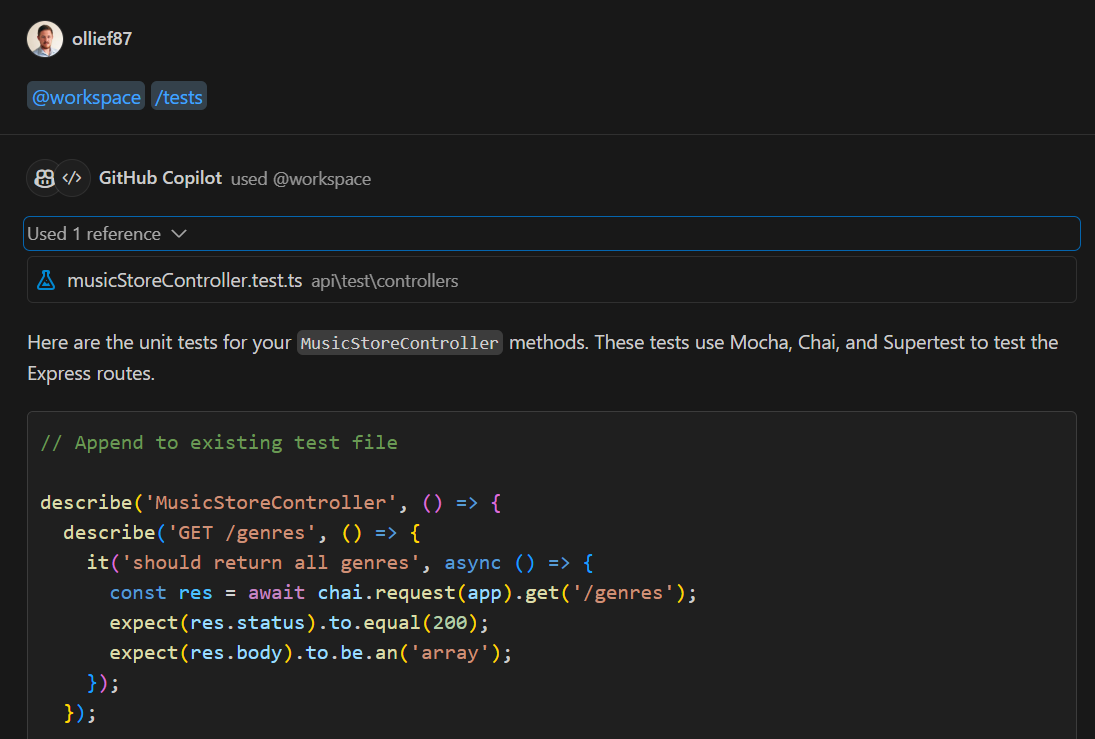 ollief87
@workspace /tests
GitHub Copilot used @workspace
Used 1 reference
musicStoreController.test.ts api\test\controllers
Here are the unit tests for your MusicStoreController methods. These tests use Mocha, Chai, and Supertest to test the
Express routes.
// Append to existing test file
describe('MusicStoreController', () => {
describe('GET /genres', () => {
it('should return all genres', async () => {
const res = await chai.request(app).get('/genres');
expect(res.status).to.equal(200);
expect(res.body).to.be.an('array');
});
});